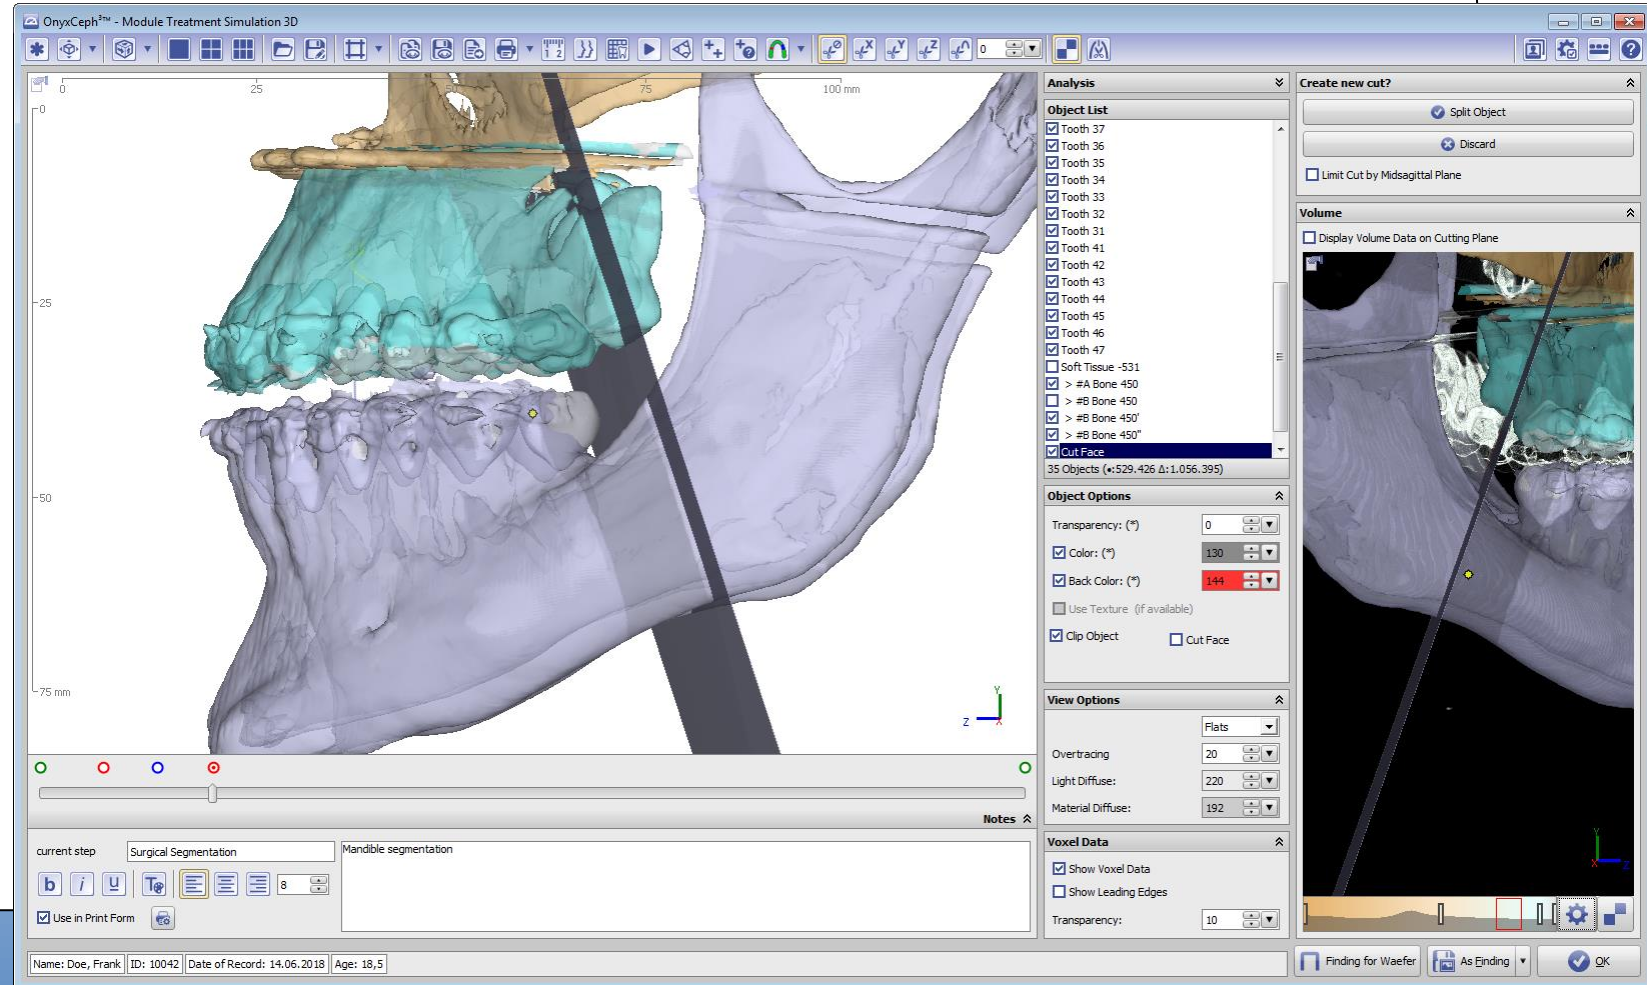 OnyxCeph³™ - Module Treatment Simulation 3D
1 2
X
Y
Z
0
0 25 50 75 100 mm
0
25
50
75 mm
Y
Z X
Analysis
Object List
Tooth 37
Tooth 36
Tooth 35
Tooth 34
Tooth 33
Tooth 32
Tooth 31
Tooth 41
Tooth 42
Tooth 43
Tooth 44
Tooth 45
Tooth 46
Tooth 47
Soft Tissue -531
> #A Bone 450
> #B Bone 450
> #B Bone 450'
> #B Bone 450"
Cut Face
35 Objects (•:529.426 Δ:1.056.395)
Object Options
Transparency: (*) 0
Color: (*) 130
Back Color: (*) 144
Use Texture (if available)
Clip Object Cut Face
View Options
Flats
Overtracing 20
Light Diffuse: 220
Material Diffuse: 192
Voxel Data
Show Voxel Data
Show Leading Edges
Transparency: 10
Create new cut?
Split Object
Discard
Limit Cut by Midsagittal Plane
Volume
Display Volume Data on Cutting Plane
Y
X Z
Notes
current step Surgical Segmentation
Mandible segmentation
b i u T 8
Use in Print Form
Name: Doe, Frank ID: 10042 Date of Record: 14.06.2018 Age: 18,5
Finding for Waefer As Finding OK